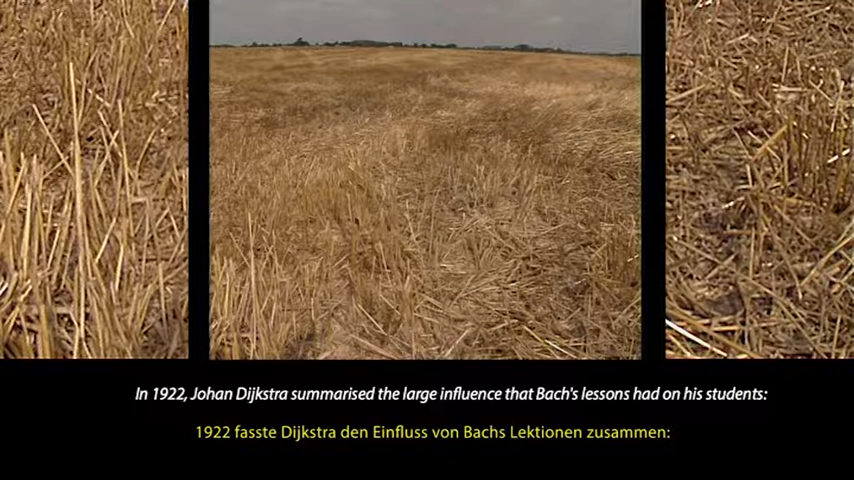 In 1922, Johan Dijkstra summarised the large influence that Bach's lessons had on his students:
1922 fasste Dijkstra den Einfluss von Bachs Lektionen zusammen: